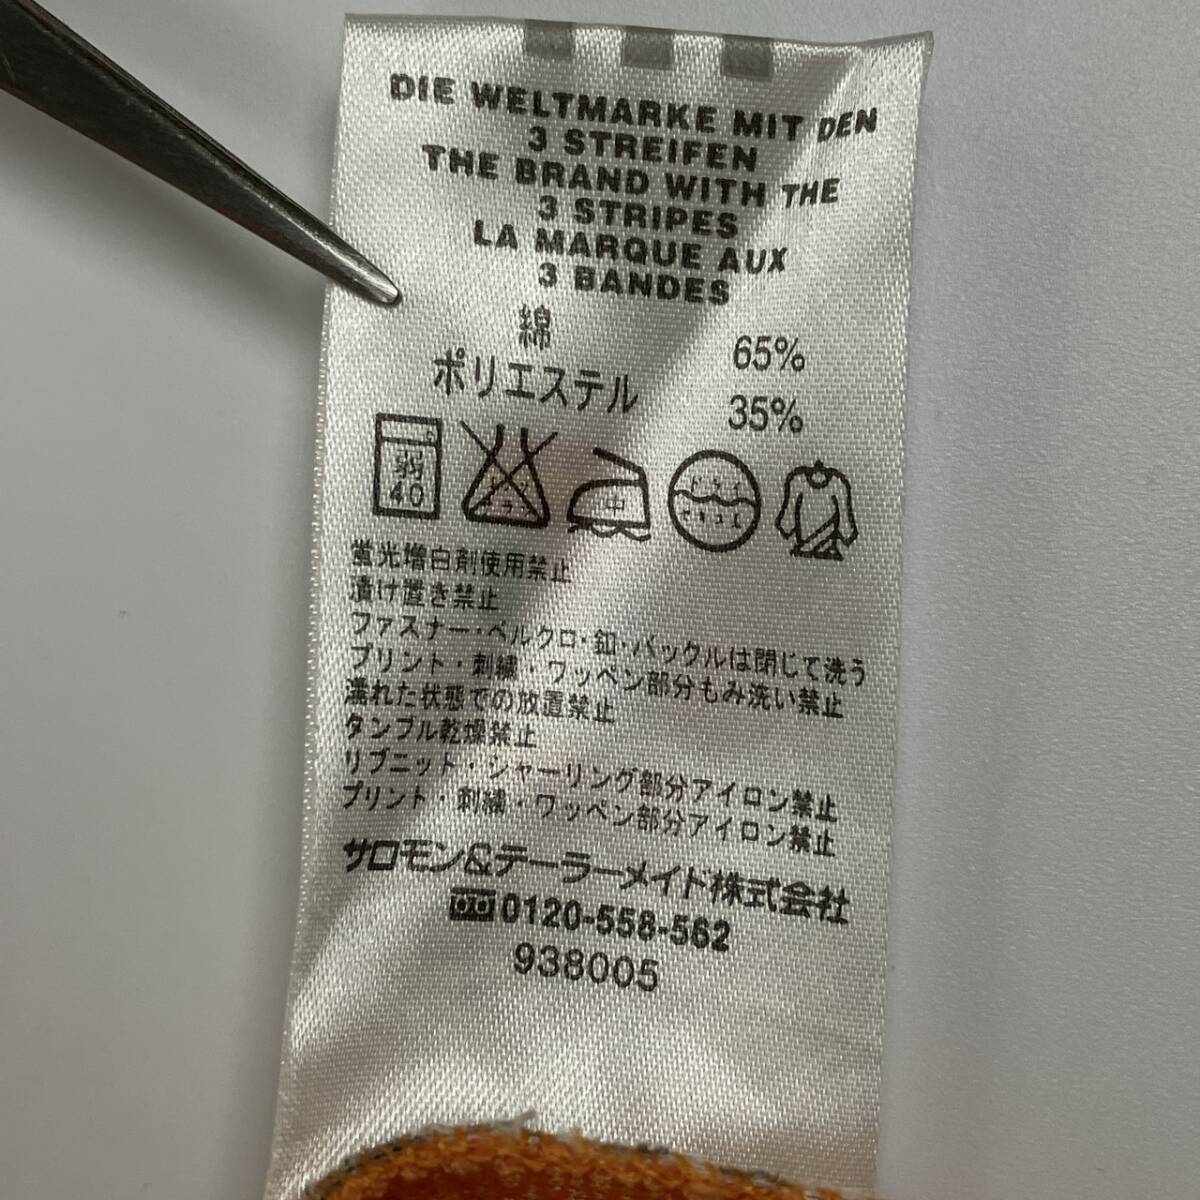 DIE WELTMARKE MIT DEN
3 STREIFEN
THE BRAND WITH THE
3 STRIPES
LA MARQUE AUX
3 BANDES
綿 65%
ポリエステル 35%
弱
40
中
蛍光増白剤使用禁止
漬け置き禁止
ファスナー・ベルクロ・釦・バックルは閉じて洗う
プリント・刺繍・ワッペン部分もみ洗い禁止
濡れた状態での放置禁止
タンブル乾燥禁止
リブニット・シャーリング部分アイロン禁止
プリント・刺繍・ワッペン部分アイロン禁止
サロモン&テーラーメイド株式会社
0120-558-562
938005